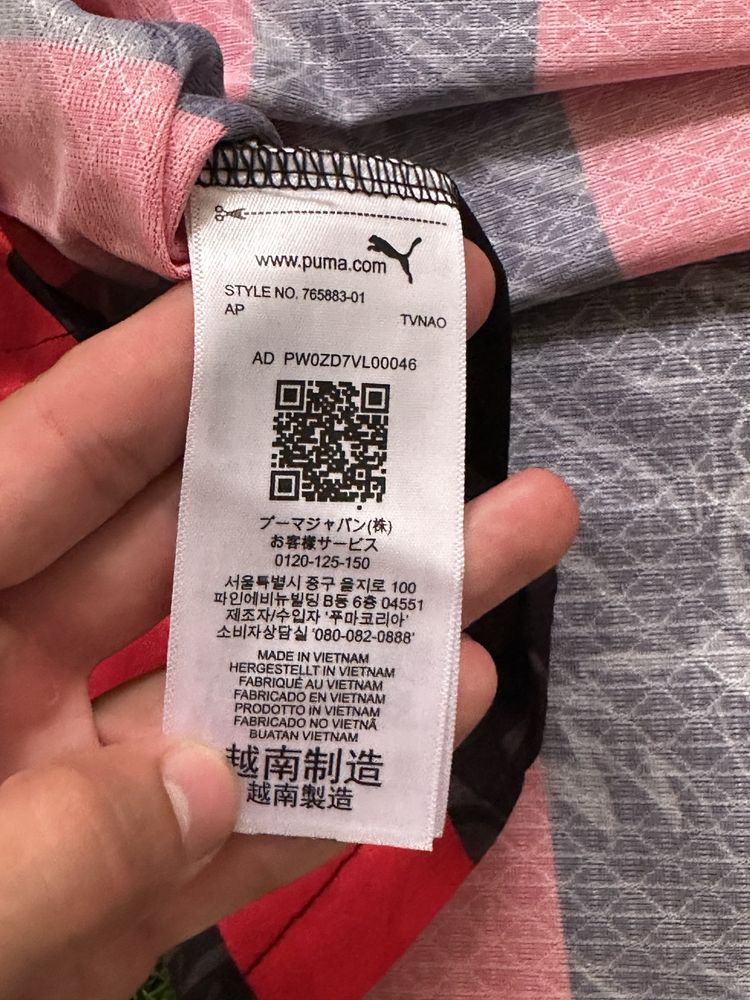 www.puma.com
STYLE NO. 765883-01
AP
TVNAO
AD PW0ZD7VL00046
プーマジャパン(株)
お客様サービス
0120-125-150
서울특별시 중구 을지로 100
파인에비뉴빌딩 B동 6층 04551
제조자/수입자 '푸마코리아'
소비자상담실 '080-082-0888'
MADE IN VIETNAM
HERGESTELLT IN VIETNAM
FABRIQUÉ AU VIETNAM
FABRICADO EN VIETNAM
PRODOTTO IN VIETNAM
FABRICADO NO VIETNÃ
BUATAN VIETNAM
越南制造
越南製造